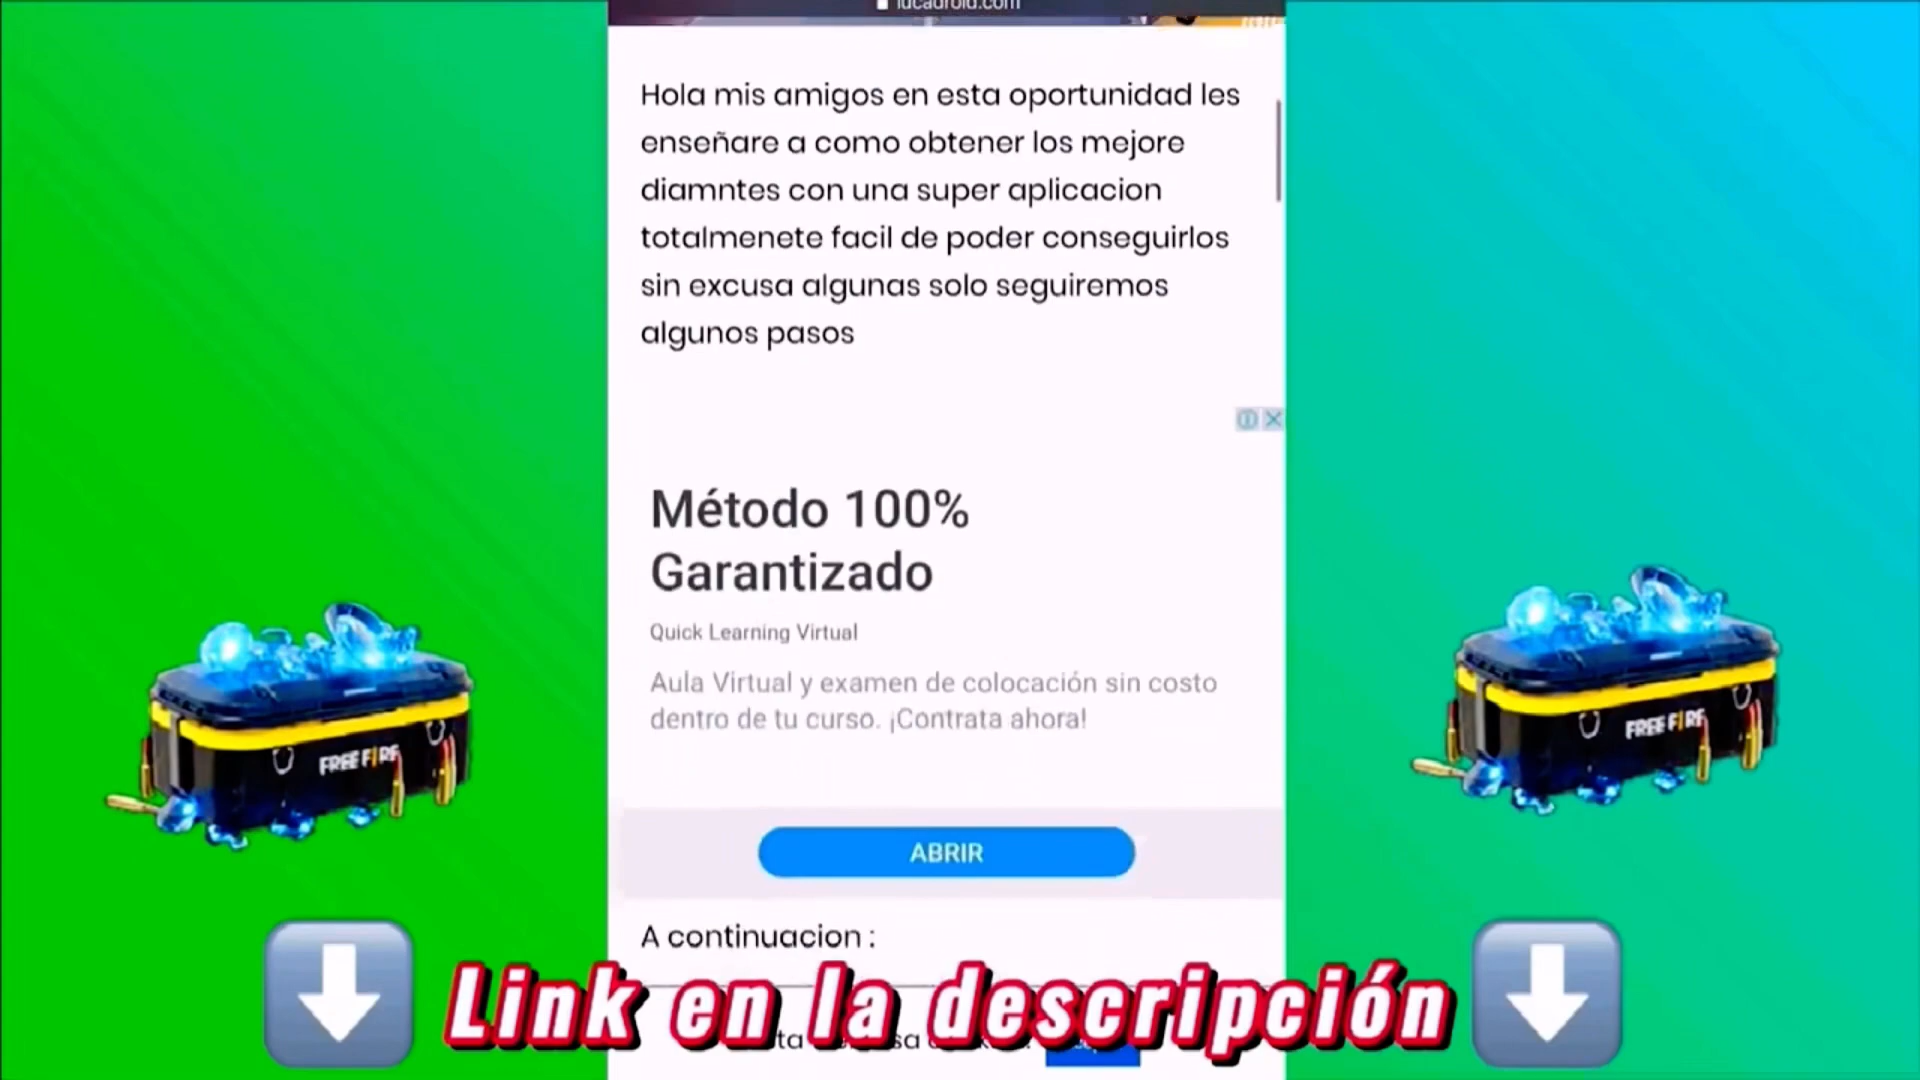 Hola mis amigos en esta oportunidad les
enseñare a como obtener los mejore
diamntes con una super aplicacion
totalmenete facil de poder conseguirlos
sin excusa algunas solo seguiremos
algunos pasos
Método 100%
Garantizado
Quick Learning Virtual
Aula Virtual y examen de colocación sin costo
dentro de tu curso. ¡Contrata ahora!
FREE FIRE
FREE FIRE
ABRIR
A continuacion :
Link en la descripción